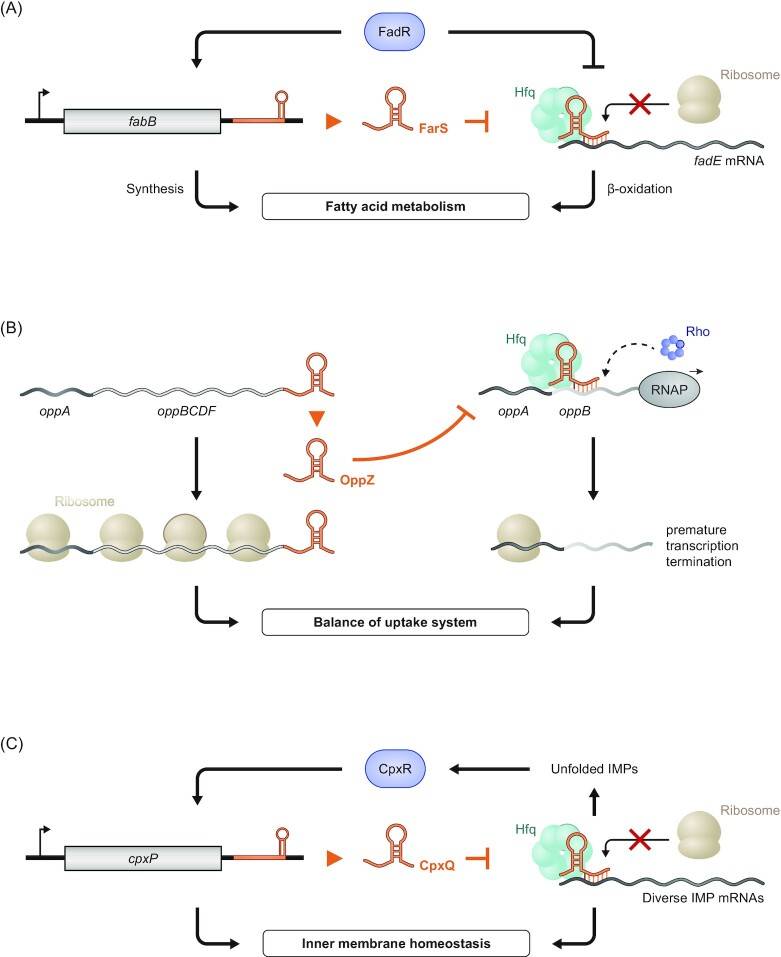 (A)
FadR
Ribosome
Hfq
fabB
FarS
fadE mRNA
Synthesis
β-oxidation
Fatty acid metabolism
(B)
Rho
Hfq
RNAP
oppA
oppBCDF
oppA
oppB
OppZ
Ribosome
premature
transcription
termination
Balance of uptake system
(C)
CpxR
Unfolded IMPs
Ribosome
Hfq
cpxP
CpxQ
Diverse IMP mRNAs
Inner membrane homeostasis